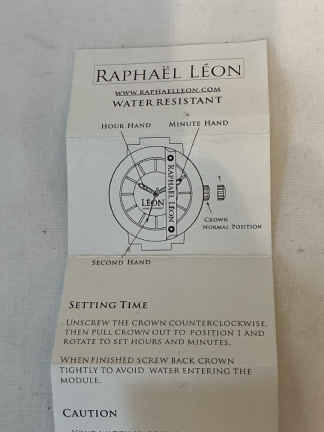 RAPHAËL LÉON
WWW.RAPHAELLEON.COM
WATER RESISTANT
HOUR HAND MINUTE HAND
RAPHAEL LÉON
LÉON
1
CROWN
NORMAL POSITION
SECOND HAND
SETTING TIME
UNSCREW THE CROWN COUNTERCLOCKWISE,
THEN PULL CROWN OUT TO POSITION 1 AND
ROTATE TO SET HOURS AND MINUTES.
WHEN FINISHED SCREW BACK CROWN
TIGHTLY TO AVOID WATER ENTERING THE
MODULE.
CAUTION